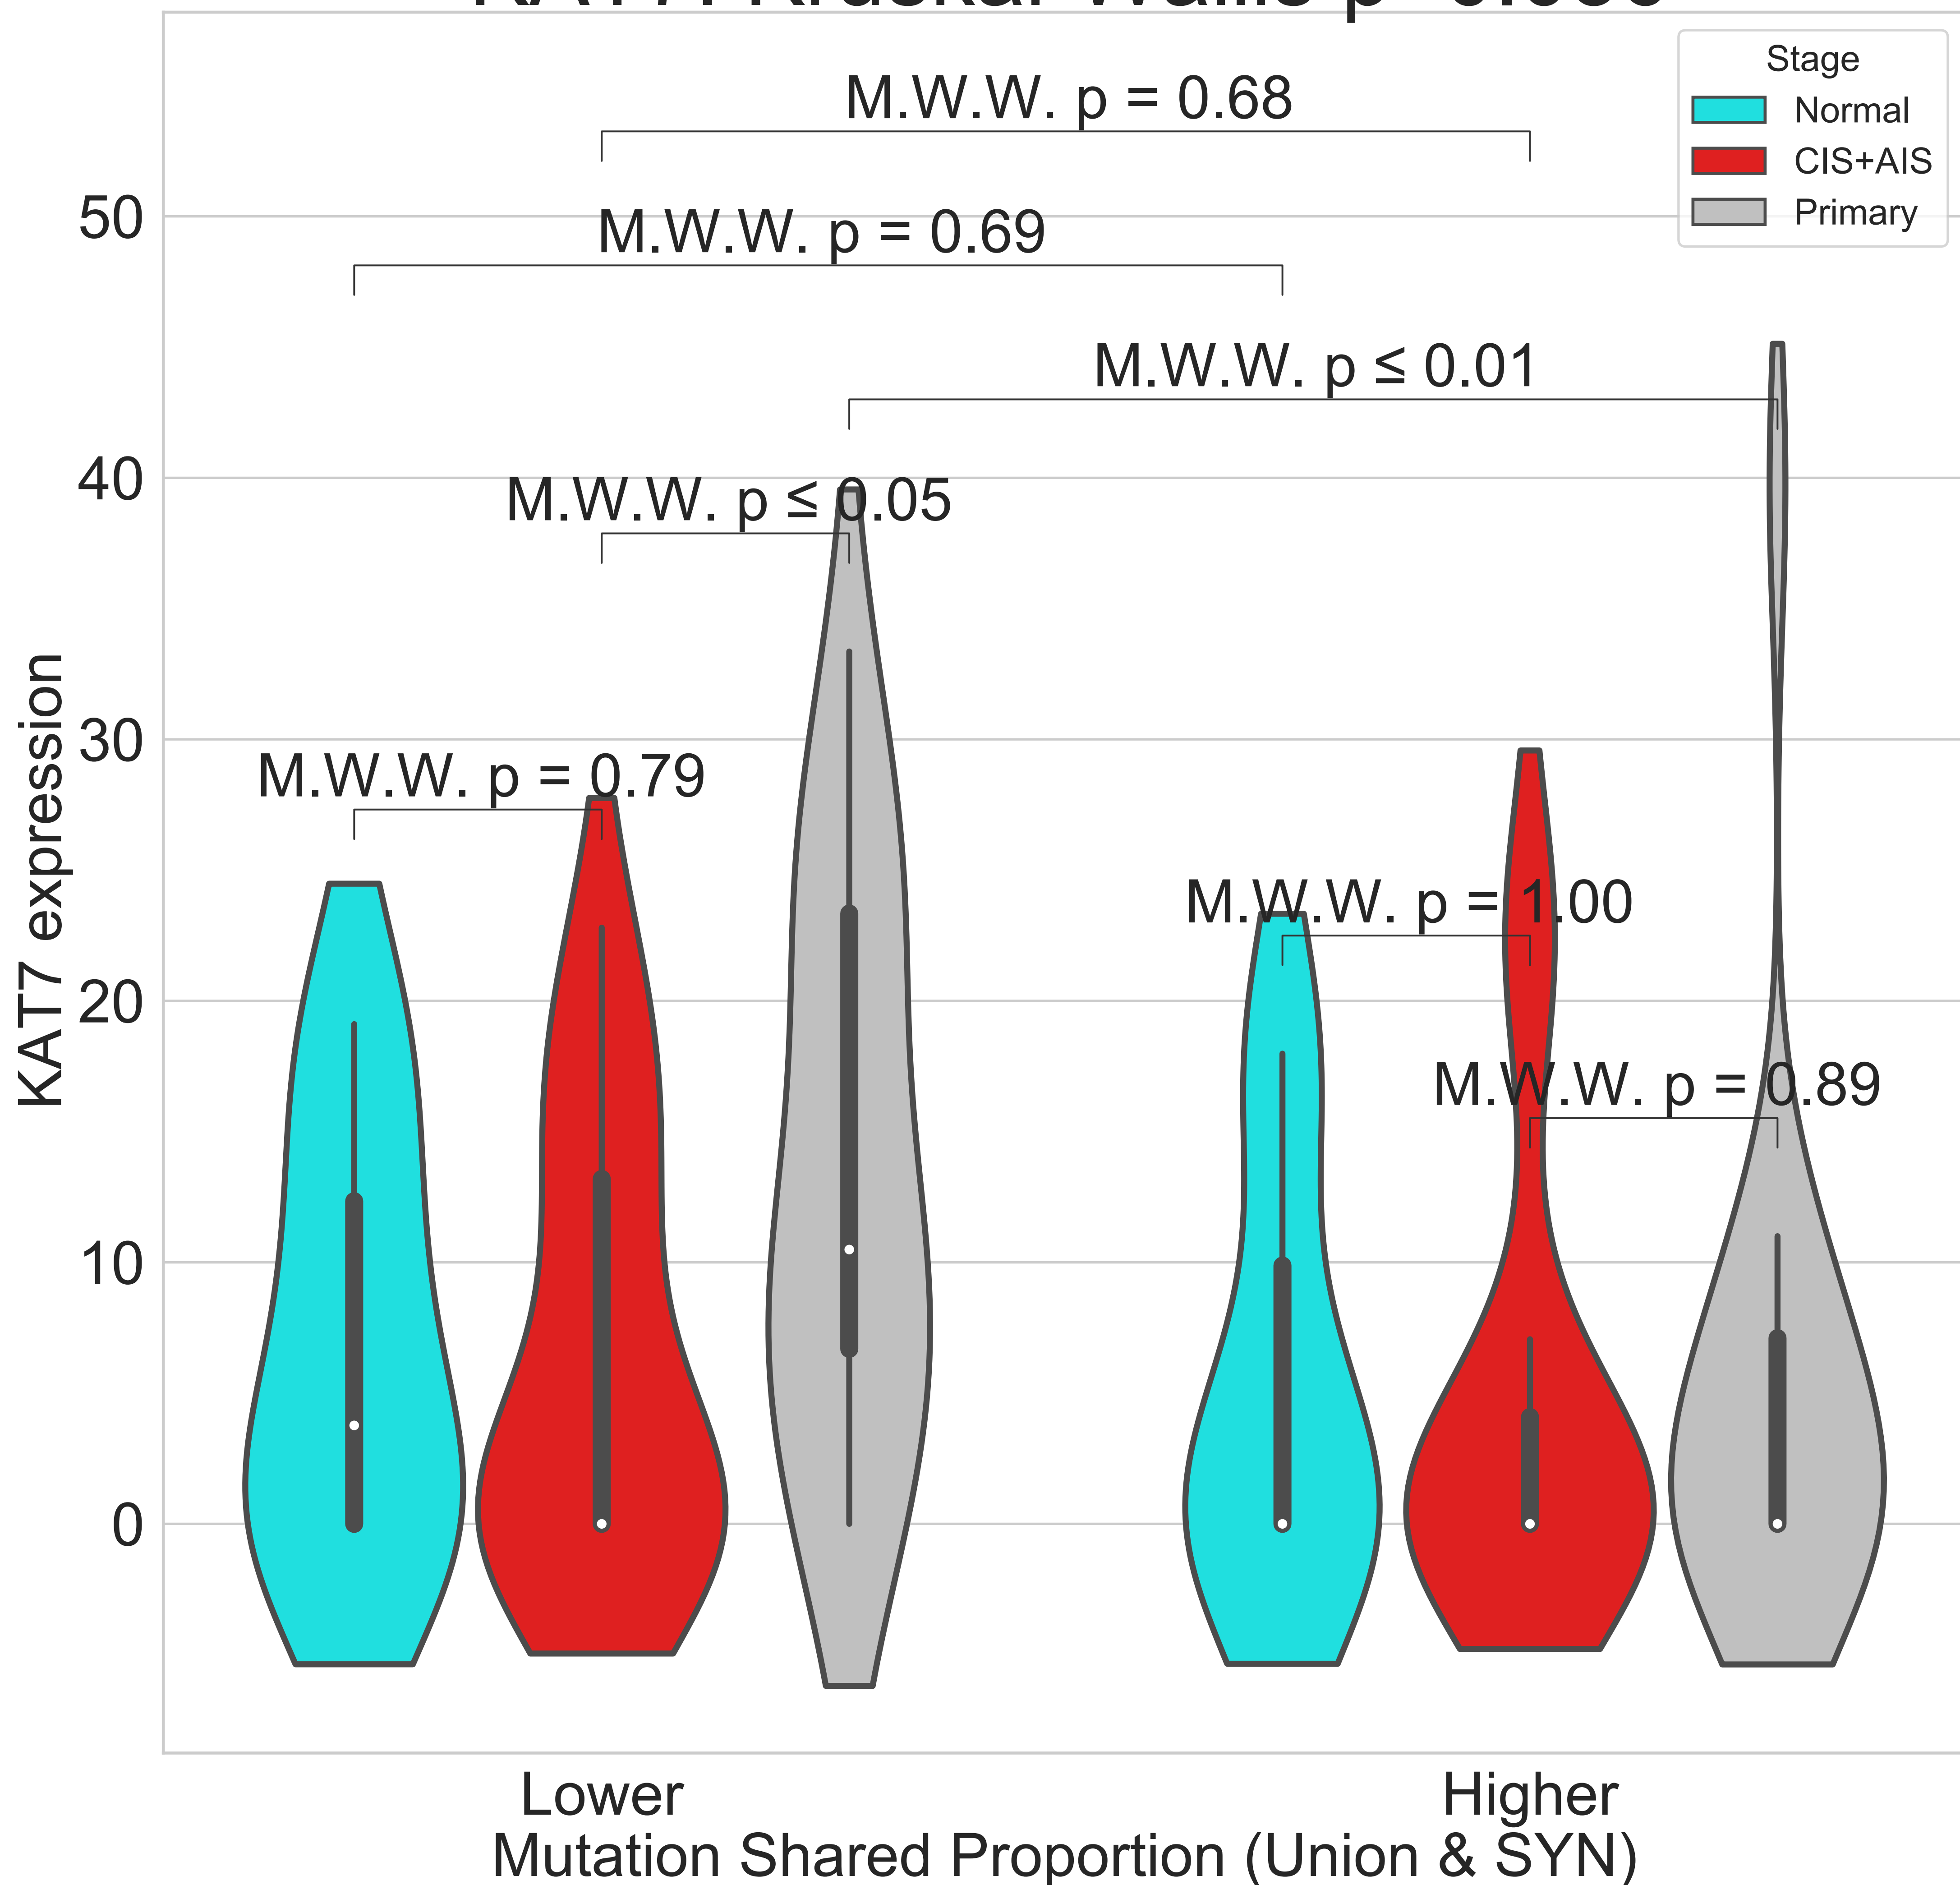 Stage
Normal
CIS+AIS
Primary
M.W.W. p = 0.68
M.W.W. p = 0.69
M.W.W. p ≤ 0.01
M.W.W. p ≤ 0.05
M.W.W. p = 0.79
M.W.W. p = 1.00
M.W.W. p = 0.89
50
40
30
20
10
0
KAT7 expression
Lower
Higher
Mutation Shared Proportion (Union & SYN)